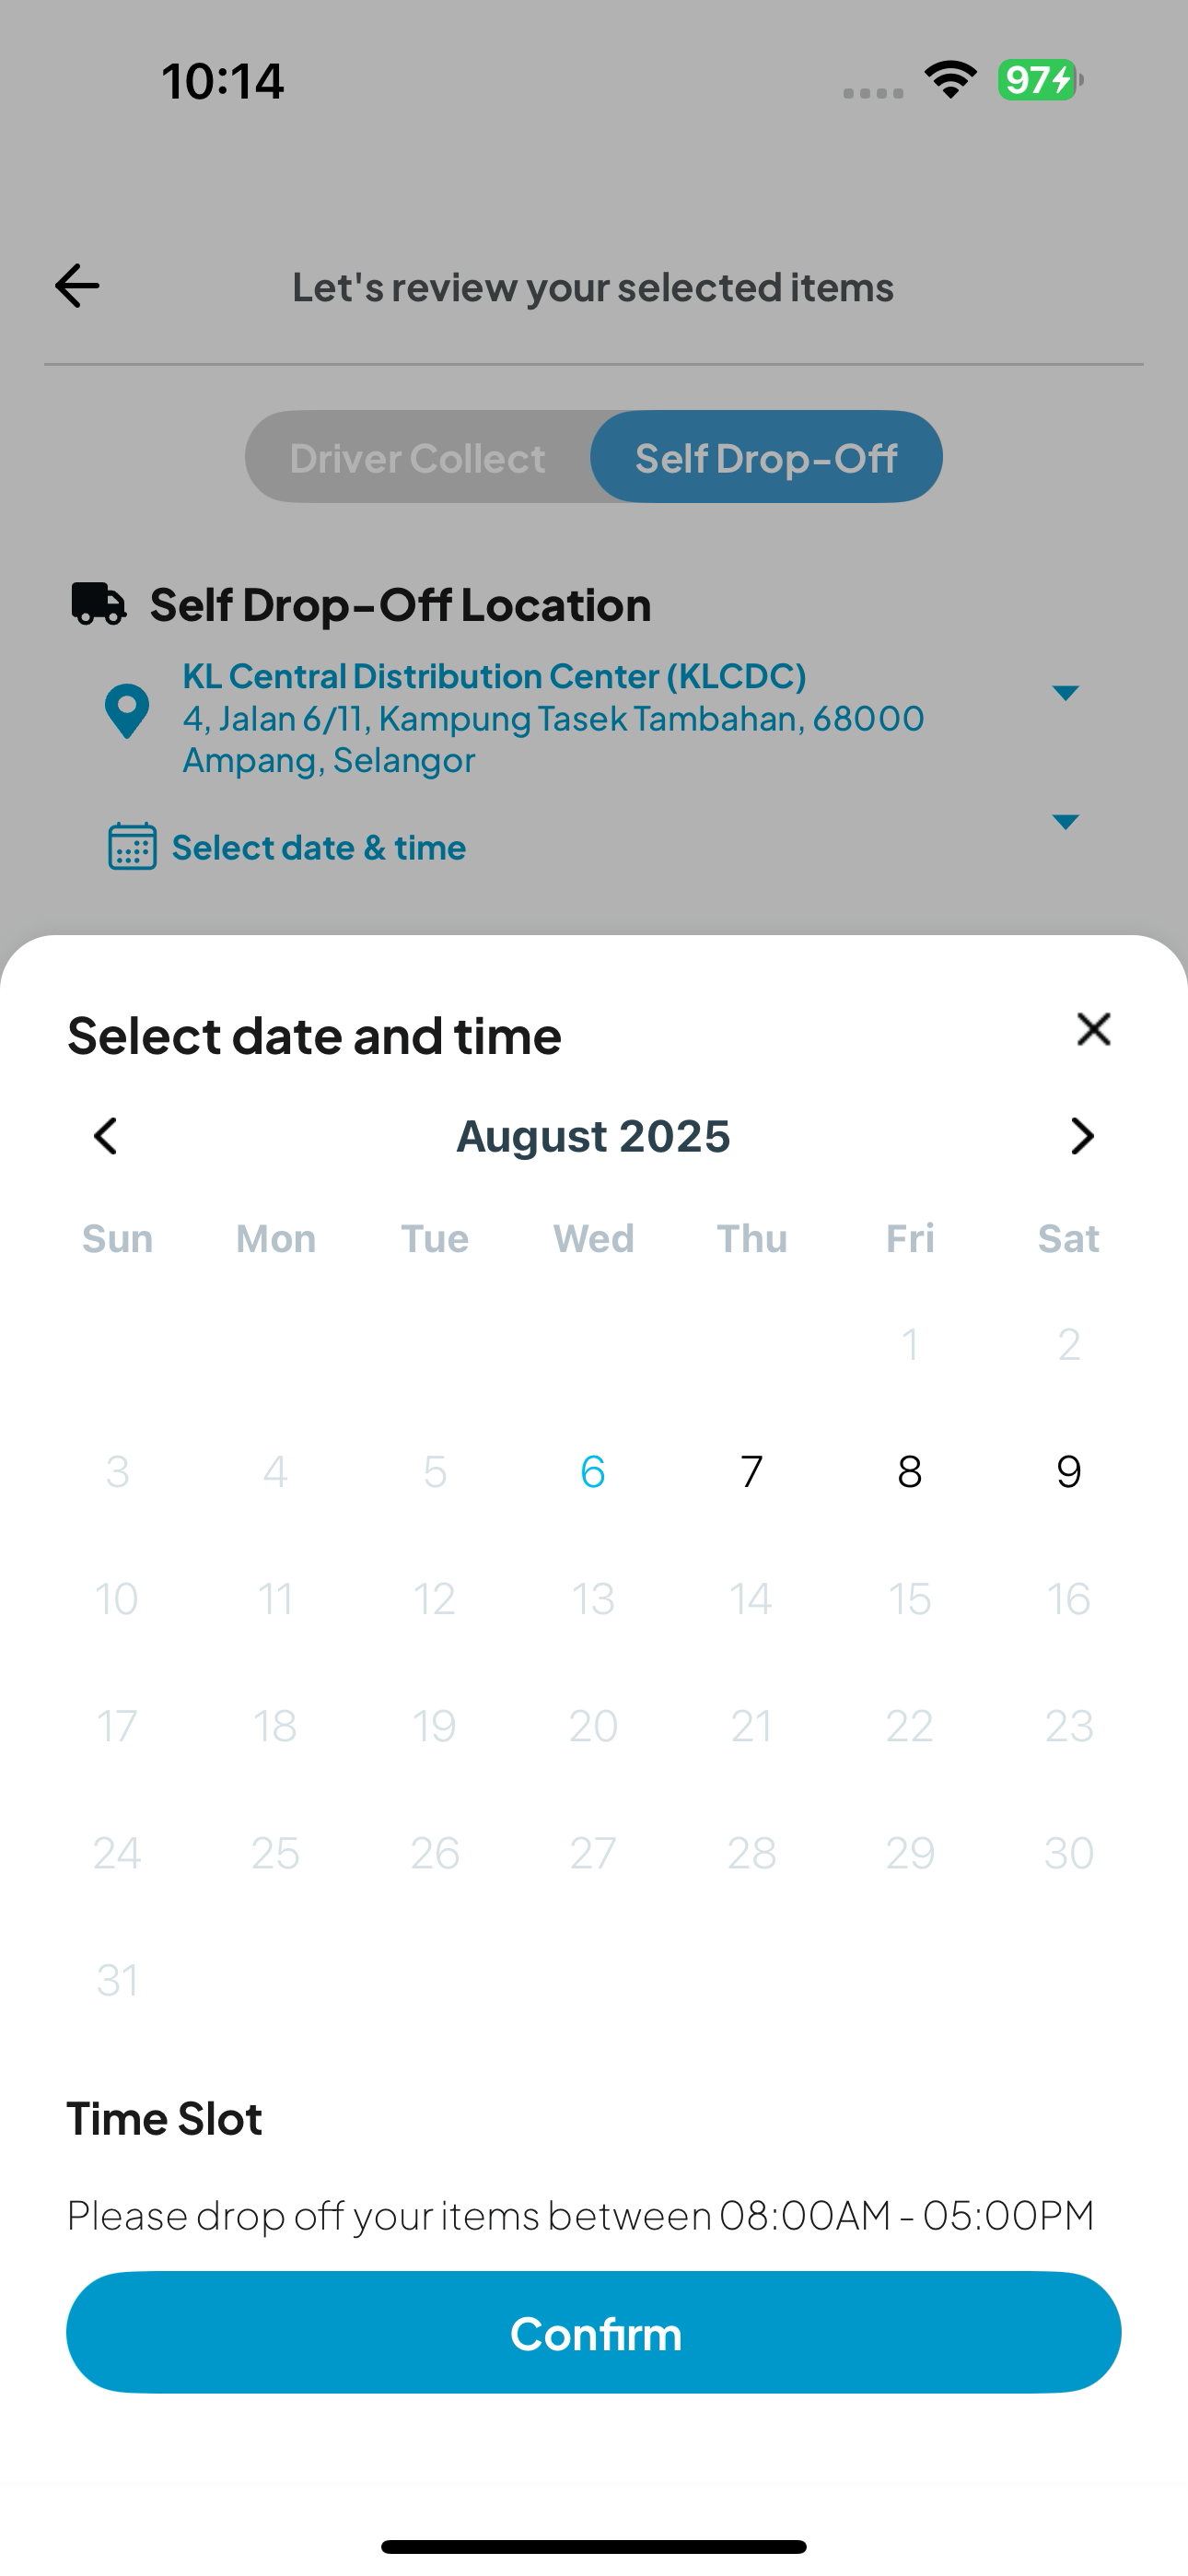 10:14
97
Let's review your selected items
Driver Collect Self Drop-Off
Self Drop-Off Location
KL Central Distribution Center (KLCDC)
4, Jalan 6/11, Kampung Tasek Tambahan, 68000
Ampang, Selangor
Select date & time
Select date and time
August 2025
Sun Mon Tue Wed Thu Fri Sat
1 2
3 4 5 6 7 8 9
10 11 12 13 14 15 16
17 18 19 20 21 22 23
24 25 26 27 28 29 30
31
Time Slot
Please drop off your items between 08:00AM - 05:00PM
Confirm